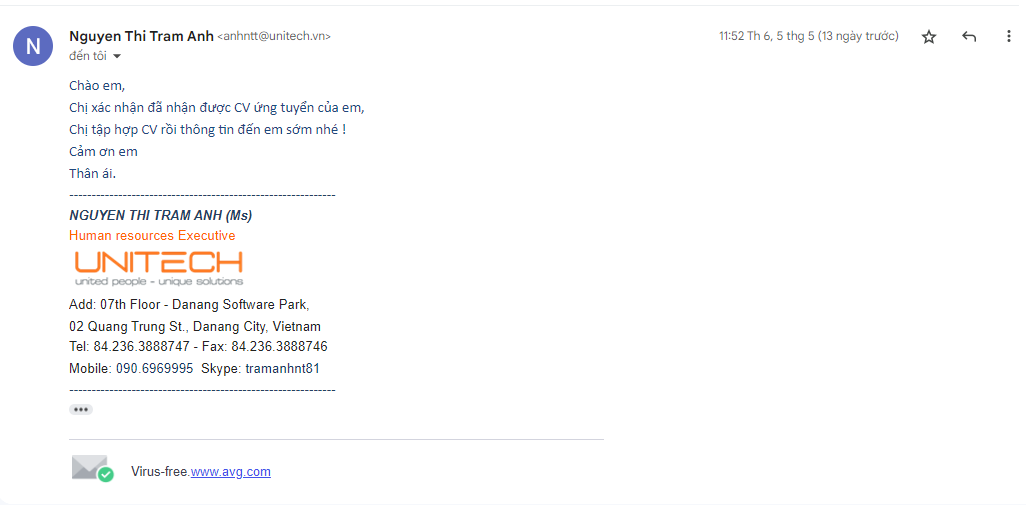 N
Nguyen Thi Tram Anh <anhntt@unitech.vn>
11:52 Th 6, 5 thg 5 (13 ngày trước)
đến tôi
Chào em,
Chị xác nhận đã nhận được CV ứng tuyển của em,
Chị tập hợp CV rồi thông tin đến em sớm nhé !
Cảm ơn em
Thân ái.
------------------------------------------------------------
NGUYEN THI TRAM ANH (Ms)
Human resources Executive
UNITECH
united people - unique solutions
Add: 07th Floor - Danang Software Park,
02 Quang Trung St., Danang City, Vietnam
Tel: 84.236.3888747 - Fax: 84.236.3888746
Mobile: 090.6969995  Skype: tramanhnt81
------------------------------------------------------------
Virus-free.www.avg.com